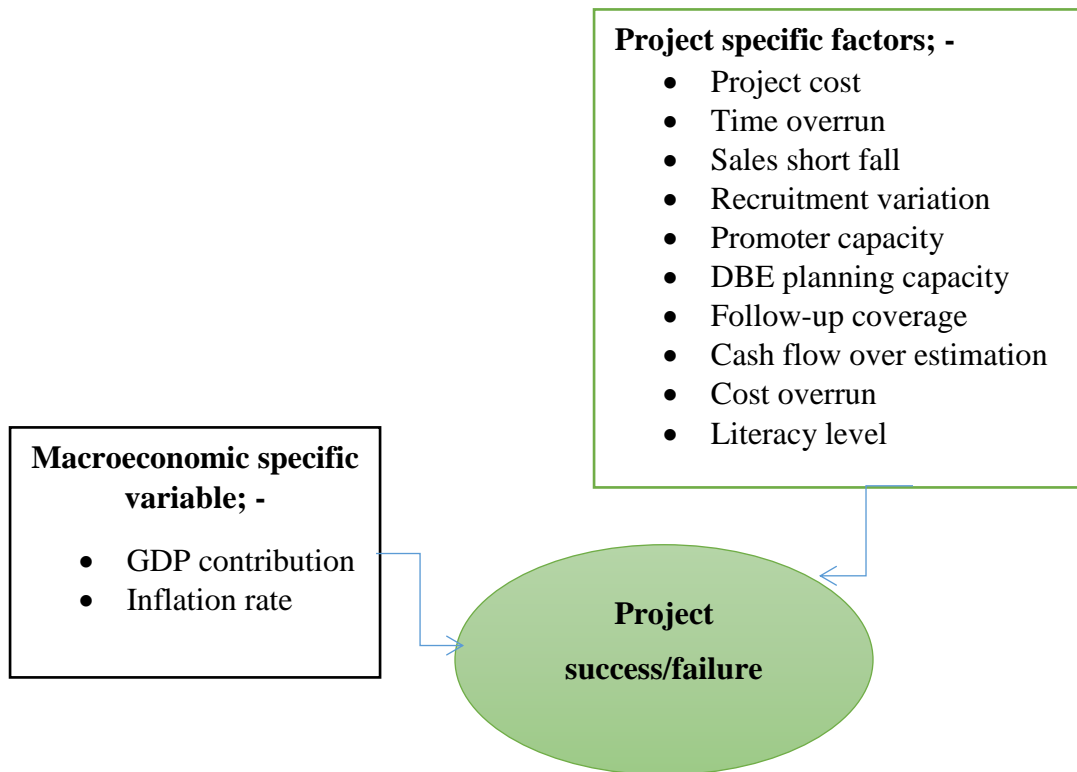 Project specific factors; -
• Project cost
• Time overrun
• Sales short fall
• Recruitment variation
• Promoter capacity
• DBE planning capacity
• Follow-up coverage
• Cash flow over estimation
• Cost overrun
• Literacy level
Macroeconomic specific
variable; -
• GDP contribution
• Inflation rate
Project
success/failure